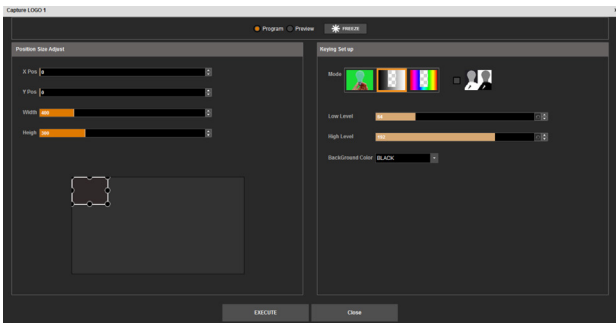 Capture LOGO 1
Program Preview FREEZE
Position Size Adjust
X Pos 0
Y Pos 0
Width
Heigh
Keying Set up
Mode
Low Level
High Level
BackGround Color BLACK
EXECUTE Close